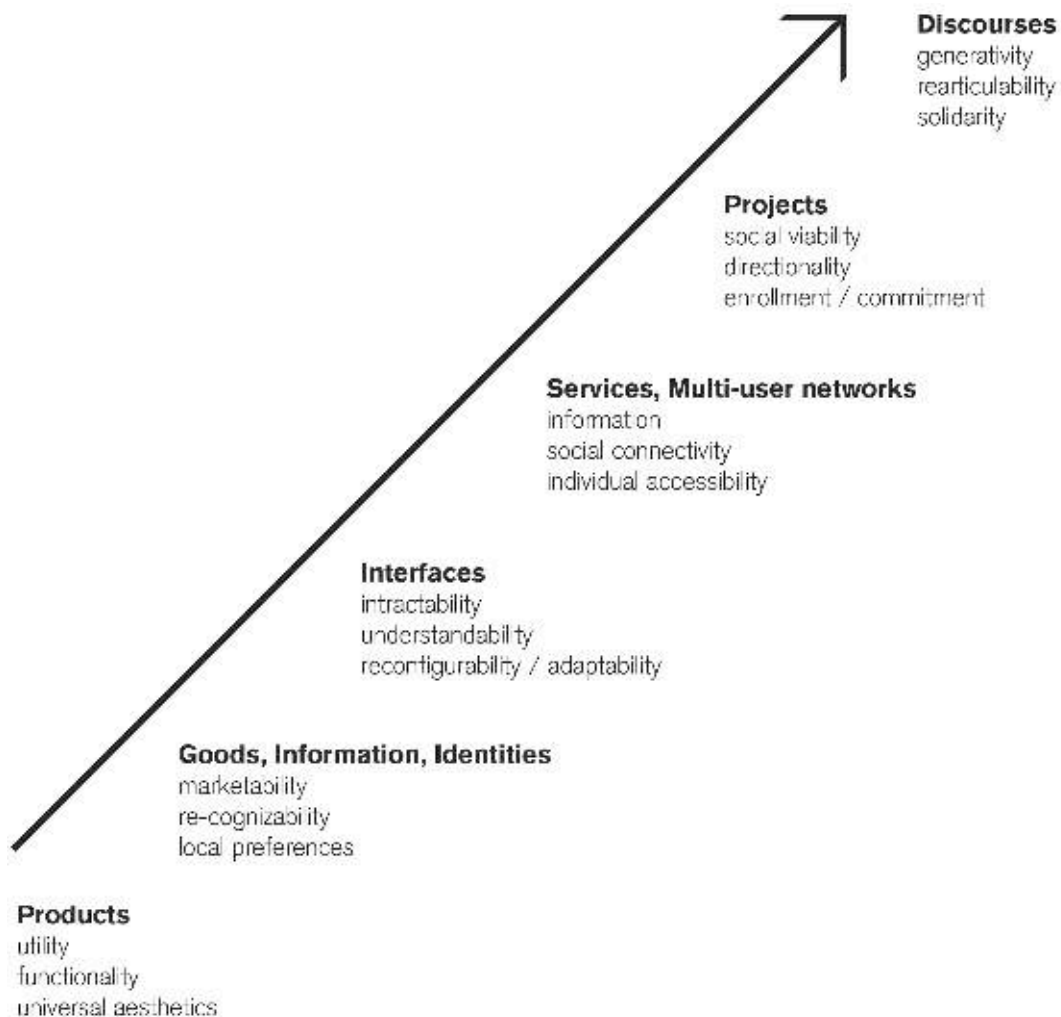 Discourses
generativity
rearticulability
solidarity
Projects
social viability
directionality
enrollment / commitment
Services, Multi-user networks
information
social connectivity
individual accessibility
Interfaces
intractability
understandability
reconfigurability / adaptability
Goods, Information, Identities
marketability
re-cognizability
local preferences
Products
utility
functionality
universal aesthetics